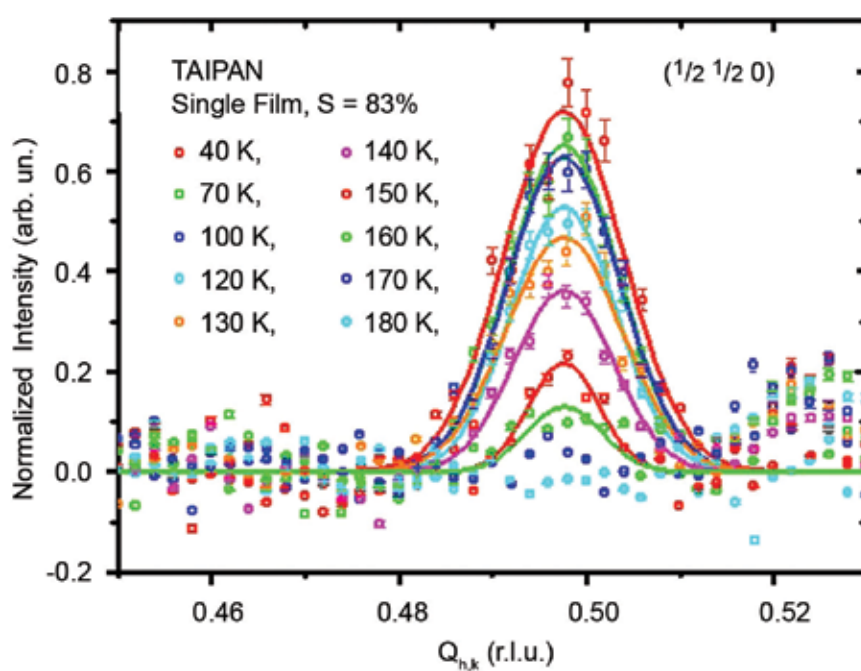 TAIPAN
(1/2 1/2 0)
Single Film, S = 83%
40 K, 140 K,
70 K, 150 K,
100 K, 160 K,
120 K, 170 K,
130 K, 180 K,
Normalized Intensity (arb. un.)
0.8
0.6
0.4
0.2
0.0
-0.2
0.46 0.48 0.50 0.52
Qh,k (r.l.u.)